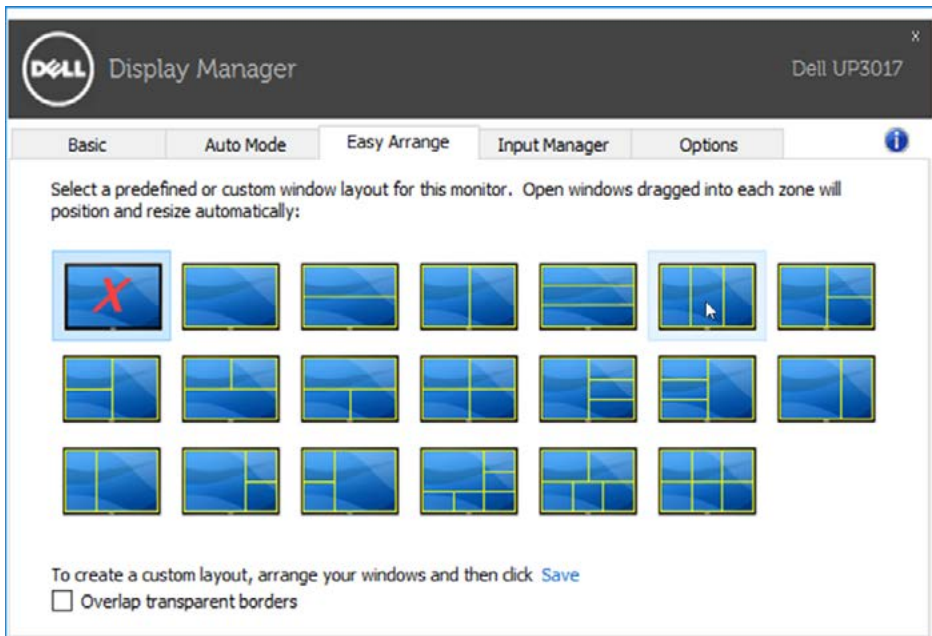 x
DELL Display Manager Dell UP3017
Basic Auto Mode Easy Arrange Input Manager Options
Select a predefined or custom window layout for this monitor. Open windows dragged into each zone will
position and resize automatically:
X
To create a custom layout, arrange your windows and then click Save
Overlap transparent borders